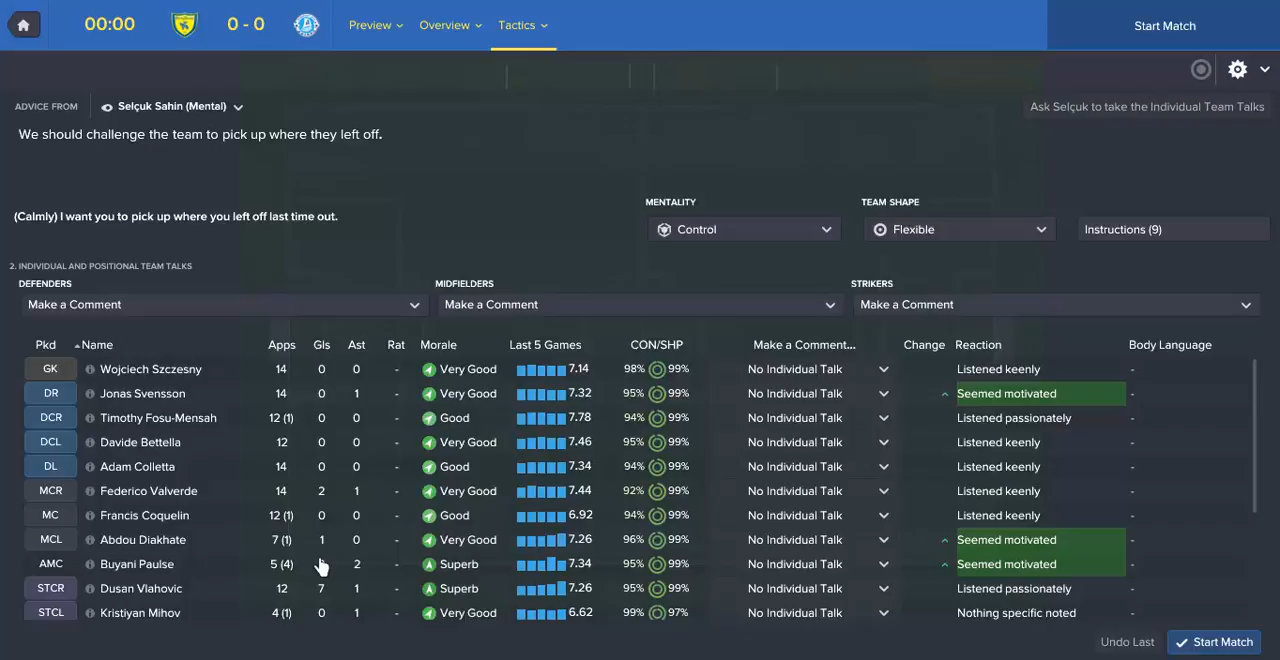 00:00 0 - 0 Preview Overview Tactics Start Match
ADVICE FROM Selçuk Sahin (Mental) Ask Selçuk to take the Individual Team Talks
We should challenge the team to pick up where they left off.
MENTALITY TEAM SHAPE
(Calmly) I want you to pick up where you left off last time out.
Control Flexible Instructions (9)
2. INDIVIDUAL AND POSITIONAL TEAM TALKS
DEFENDERS MIDFIELDERS STRIKERS
Make a Comment Make a Comment Make a Comment
Pkd Name Apps Gls Ast Rat Morale Last 5 Games CON/SHP Make a Comment... Change Reaction Body Language
GK Wojciech Szczesny 14 0 0 - Very Good 7.14 98% 99% No Individual Talk Listened keenly -
DR Jonas Svensson 14 0 1 - Very Good 7.32 95% 99% No Individual Talk Seemed motivated -
DCR Timothy Fosu-Mensah 12 (1) 0 0 - Good 7.78 94% 99% No Individual Talk Listened passionately -
DCL Davide Bettella 12 0 0 - Very Good 7.46 95% 99% No Individual Talk Listened keenly -
DL Adam Colletta 14 0 0 - Good 7.34 94% 99% No Individual Talk Listened keenly -
MCR Federico Valverde 14 2 1 - Very Good 7.44 92% 99% No Individual Talk Listened keenly -
MC Francis Coquelin 12 (1) 0 0 - Good 6.92 94% 99% No Individual Talk Listened keenly -
MCL Abdou Diakhate 7 (1) 1 0 - Very Good 7.26 96% 99% No Individual Talk Seemed motivated -
AMC Buyani Paulse 5 (4) 2 - Superb 7.34 95% 99% No Individual Talk Seemed motivated -
STCR Dusan Vlahovic 12 7 1 - Superb 7.26 95% 99% No Individual Talk Listened passionately -
STCL Kristiyan Mihov 4 (1) 0 1 - Very Good 6.62 99% 97% No Individual Talk Nothing specific noted -
Undo Last Start Match